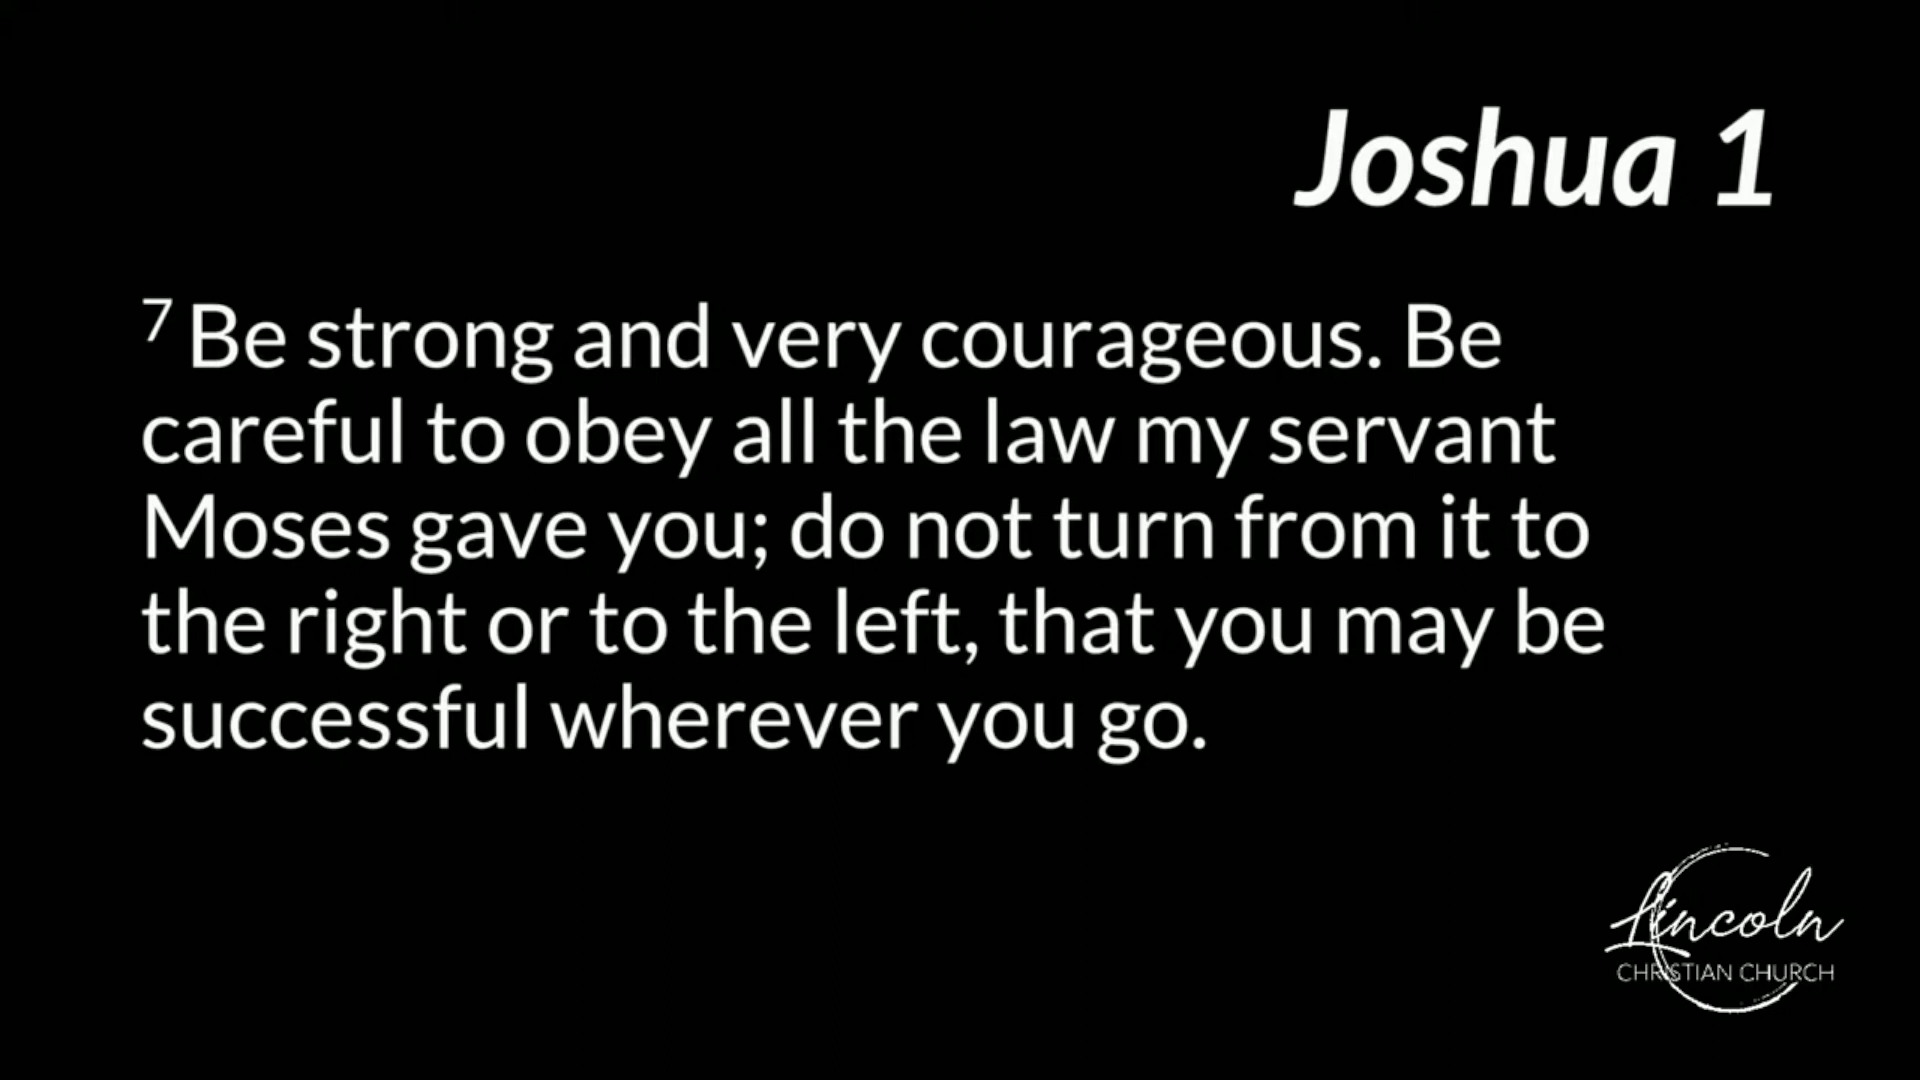 Joshua 1
7 Be strong and very courageous. Be
careful to obey all the law my servant
Moses gave you; do not turn from it to
the right or to the left, that you may be
successful wherever you go.
Lincoln
CHRISTIAN CHURCH